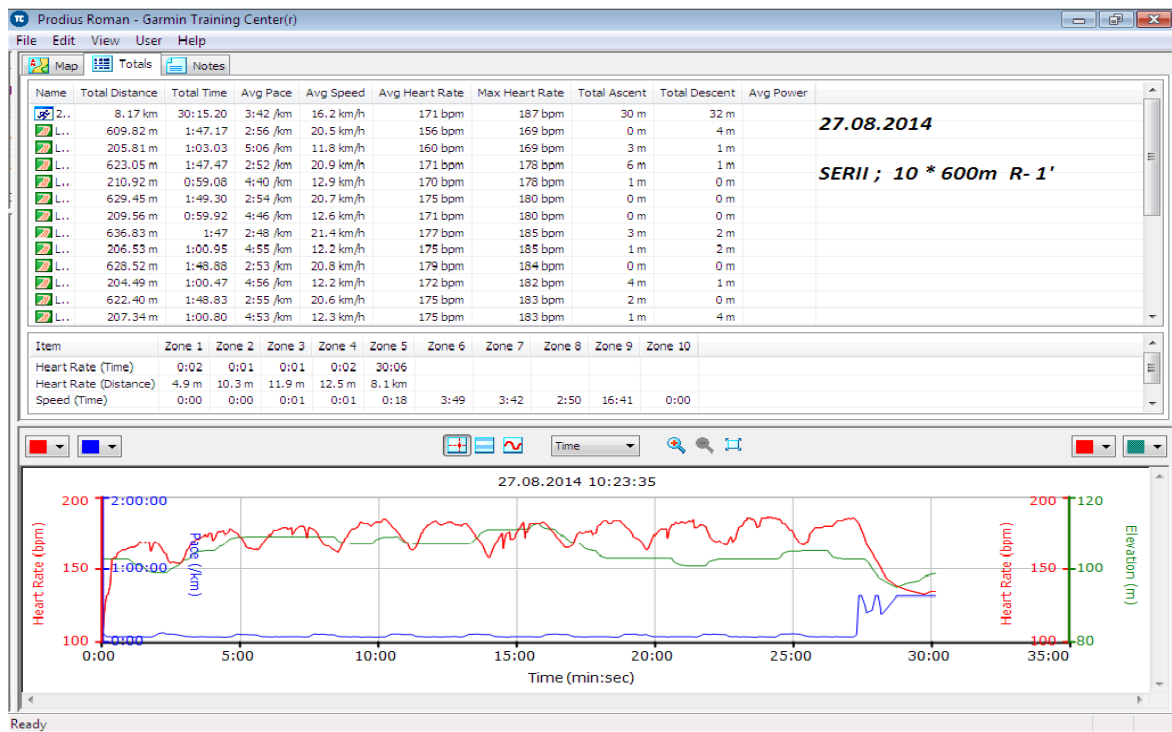 TC Prodius Roman - Garmin Training Center(r)
File Edit View User Help
Map Totals Notes
Name Total Distance Total Time Avg Pace Avg Speed Avg Heart Rate Max Heart Rate Total Ascent Total Descent Avg Power
2.. 8.17 km 30:15.20 3:42 /km 16.2 km/h 171 bpm 187 bpm 30 m 32 m
L.. 609.82 m 1:47.17 2:56 /km 20.5 km/h 156 bpm 169 bpm 0 m 4 m
27.08.2014
L.. 205.81 m 1:03.03 5:06 /km 11.8 km/h 160 bpm 169 bpm 3 m 1 m
L.. 623.05 m 1:47.47 2:52 /km 20.9 km/h 171 bpm 178 bpm 6 m 1 m
SERII ; 10 * 600m R- 1'
L.. 210.92 m 0:59.08 4:40 /km 12.9 km/h 170 bpm 178 bpm 1 m 0 m
L.. 629.45 m 1:49.30 2:54 /km 20.7 km/h 175 bpm 180 bpm 0 m 0 m
L.. 209.56 m 0:59.92 4:46 /km 12.6 km/h 171 bpm 180 bpm 0 m 0 m
L.. 636.83 m 1:47 2:48 /km 21.4 km/h 177 bpm 185 bpm 3 m 2 m
L.. 206.53 m 1:00.95 4:55 /km 12.2 km/h 175 bpm 185 bpm 1 m 2 m
L.. 628.52 m 1:48.88 2:53 /km 20.8 km/h 179 bpm 184 bpm 0 m 0 m
L.. 204.49 m 1:00.47 4:56 /km 12.2 km/h 172 bpm 182 bpm 4 m 1 m
L.. 622.40 m 1:48.83 2:55 /km 20.6 km/h 175 bpm 183 bpm 2 m 0 m
L.. 207.34 m 1:00.80 4:53 /km 12.3 km/h 175 bpm 183 bpm 1 m 4 m
Item Zone 1 Zone 2 Zone 3 Zone 4 Zone 5 Zone 6 Zone 7 Zone 8 Zone 9 Zone 10
Heart Rate (Time) 0:02 0:01 0:01 0:02 30:06
Heart Rate (Distance) 4.9 m 10.3 m 11.9 m 12.5 m 8.1 km
Speed (Time) 0:00 0:00 0:01 0:01 0:18 3:49 3:42 2:50 16:41 0:00
Time
27.08.2014 10:23:35
200 2:00:00 200 120
Heart Rate (bpm)
Pace (/km)
Heart Rate (bpm)
Elevation (m)
150 1:00:00 150 100
100 0:00 100 80
0:00 5:00 10:00 15:00 20:00 25:00 30:00 35:00
Time (min:sec)
Ready